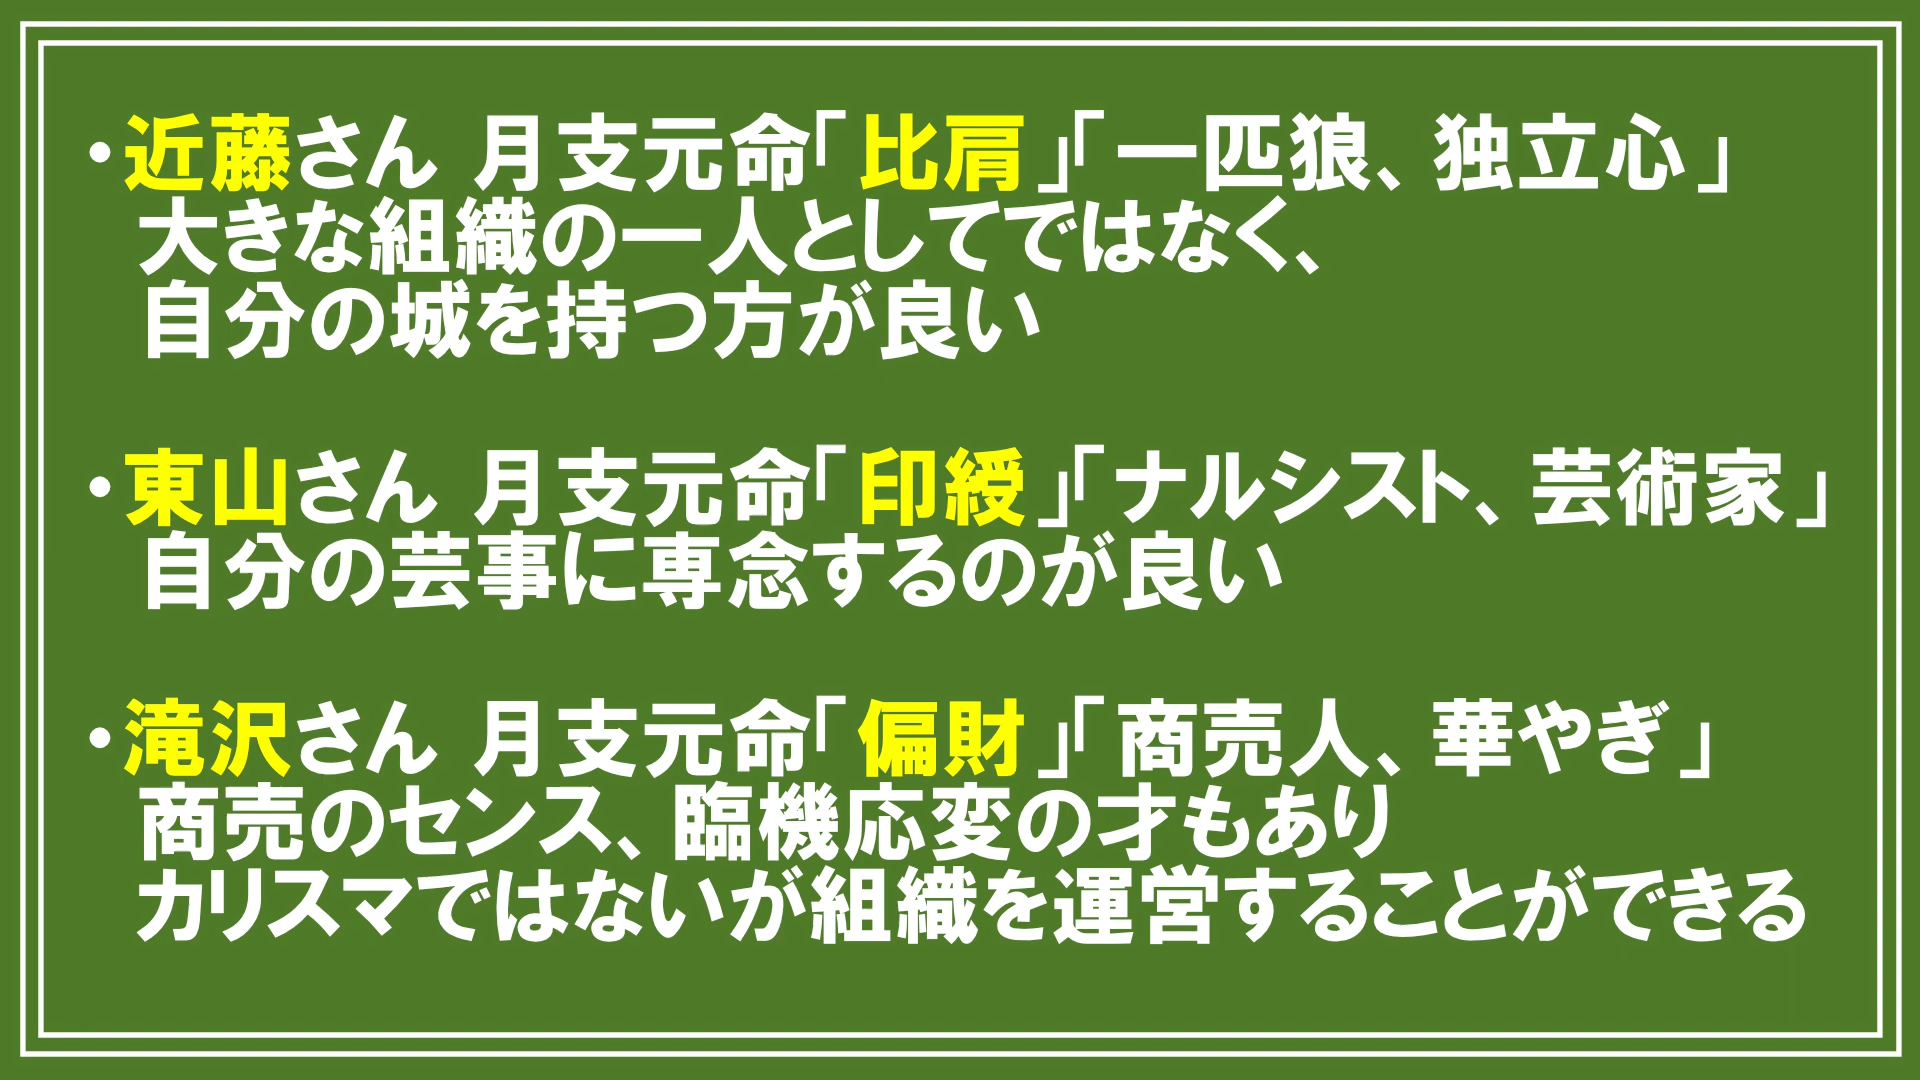 ・近藤さん 月支元命「比肩」「一匹狼、独立心」
大きな組織の一人としてではなく、
自分の城を持つ方が良い
・東山さん 月支元命「印綬」「ナルシスト、芸術家」
自分の芸事に専念するのが良い
・滝沢さん 月支元命「偏財」「商売人、華やぎ」
商売のセンス、臨機応変の才もあり
カリスマではないが組織を運営することができる